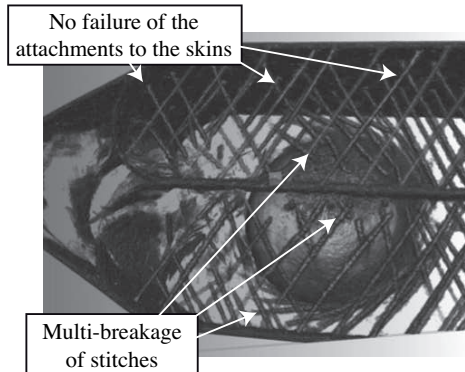 No failure of the
attachments to the skins
Multi-breakage
of stitches